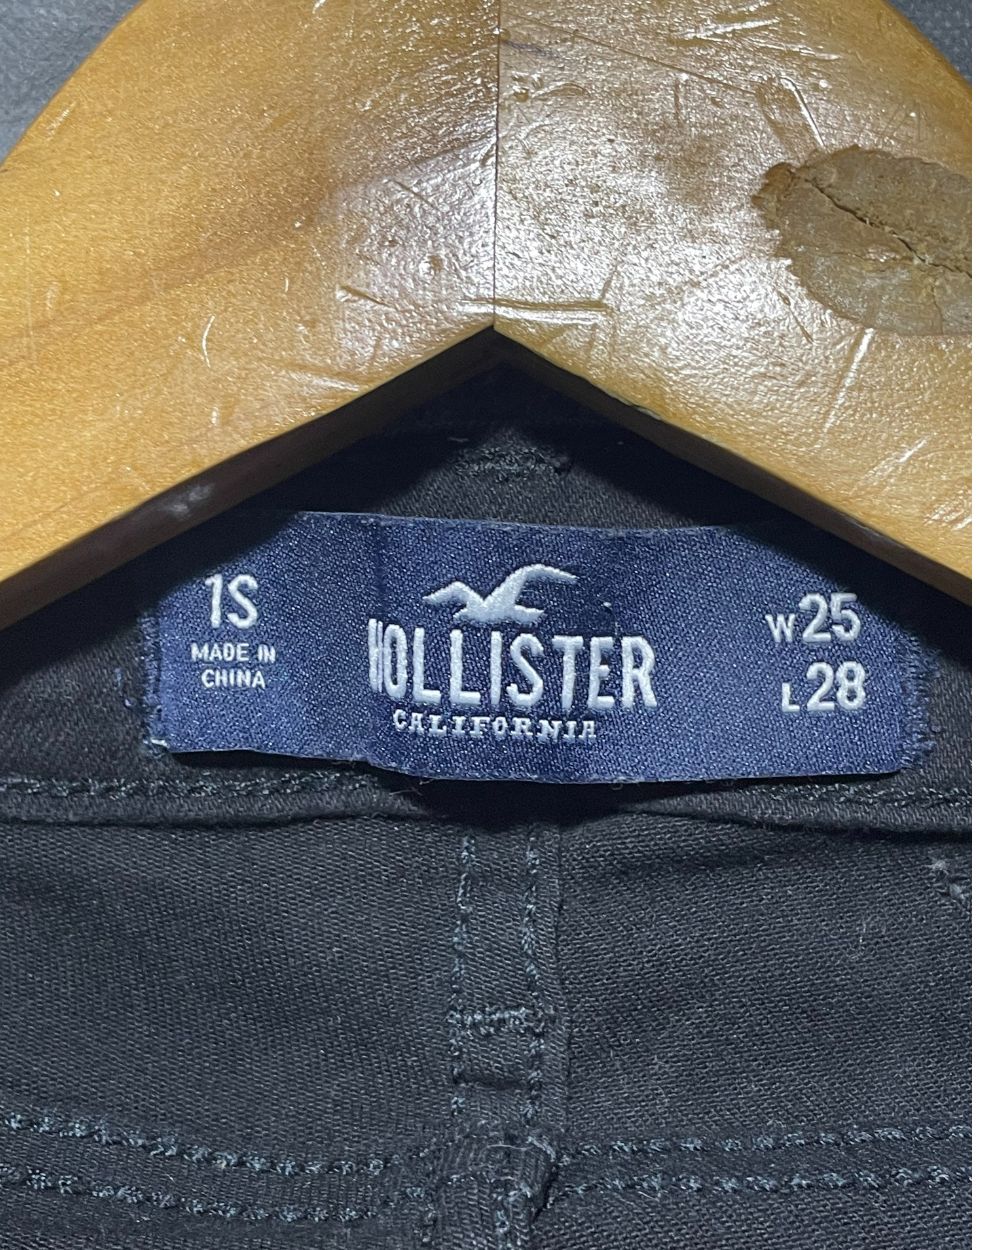 1S
MADE IN
CHINA
HOLLISTER
CALIFORNIA
W25
L28